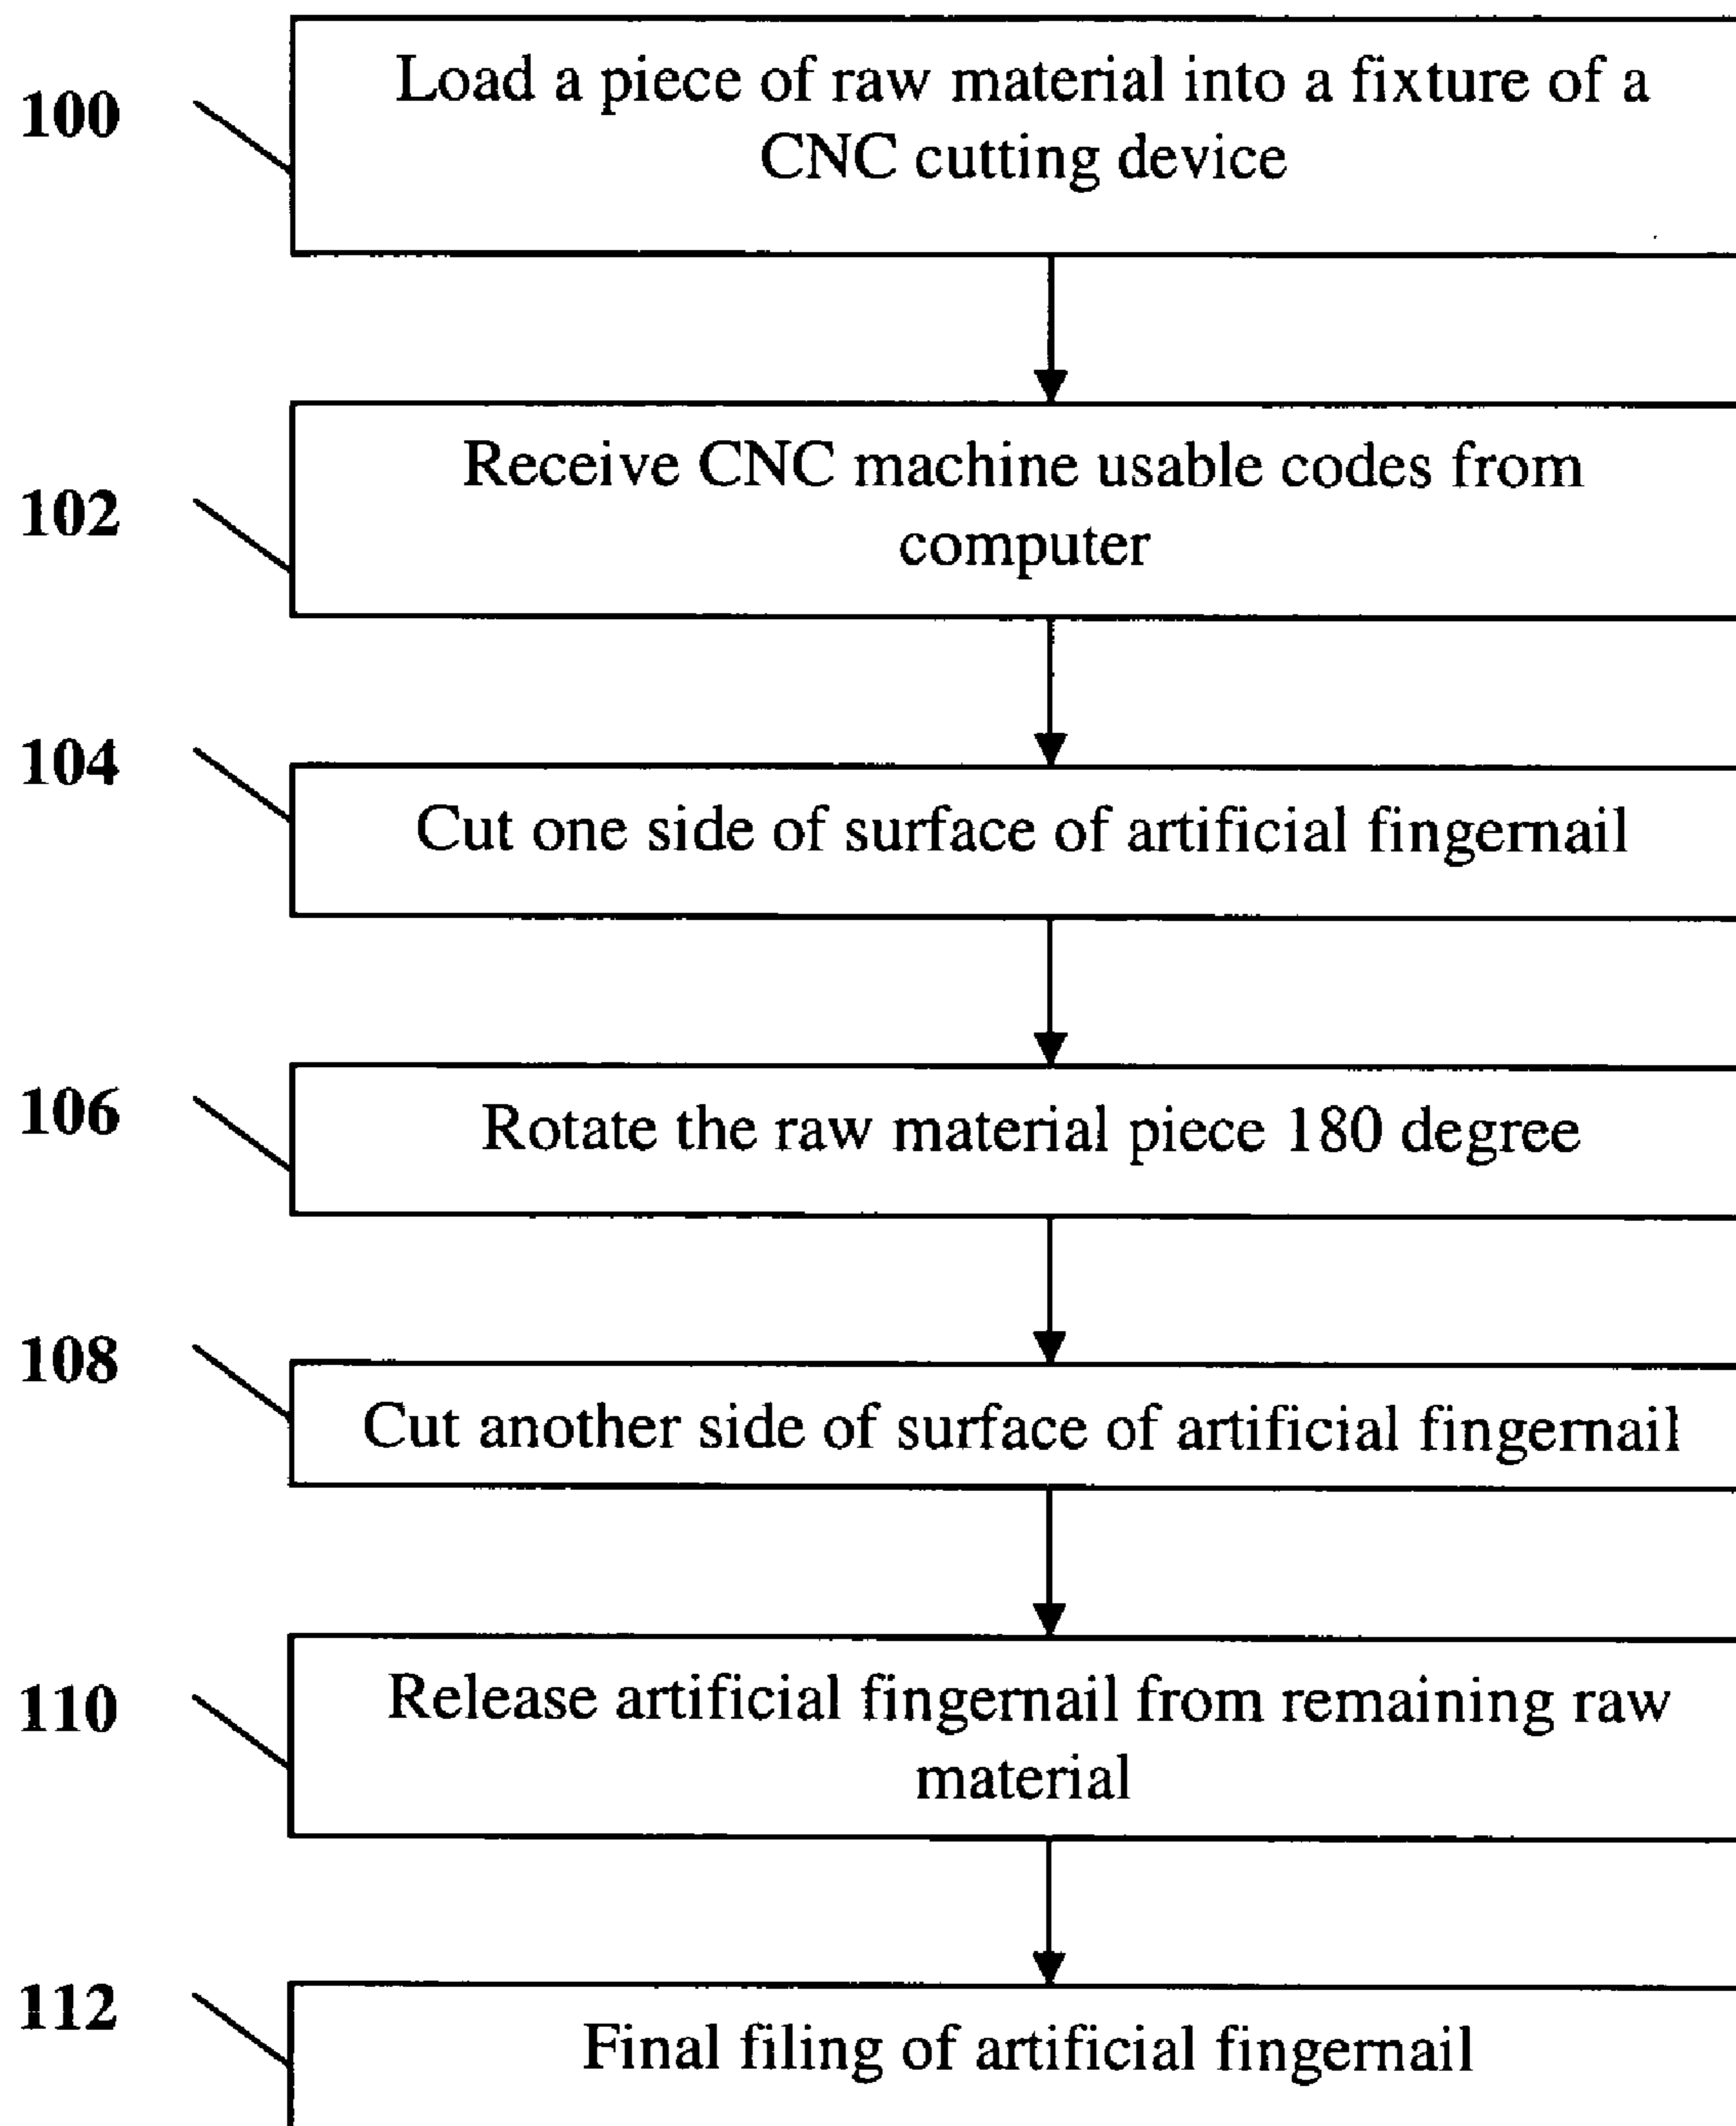 100
Load a piece of raw material into a fixture of a
CNC cutting device
102
Receive CNC machine usable codes from
computer
104
Cut one side of surface of artificial fingernail
106
Rotate the raw material piece 180 degree
108
Cut another side of surface of artificial fingernail
110
Release artificial fingernail from remaining raw
material
112
Final filing of artificial fingernail